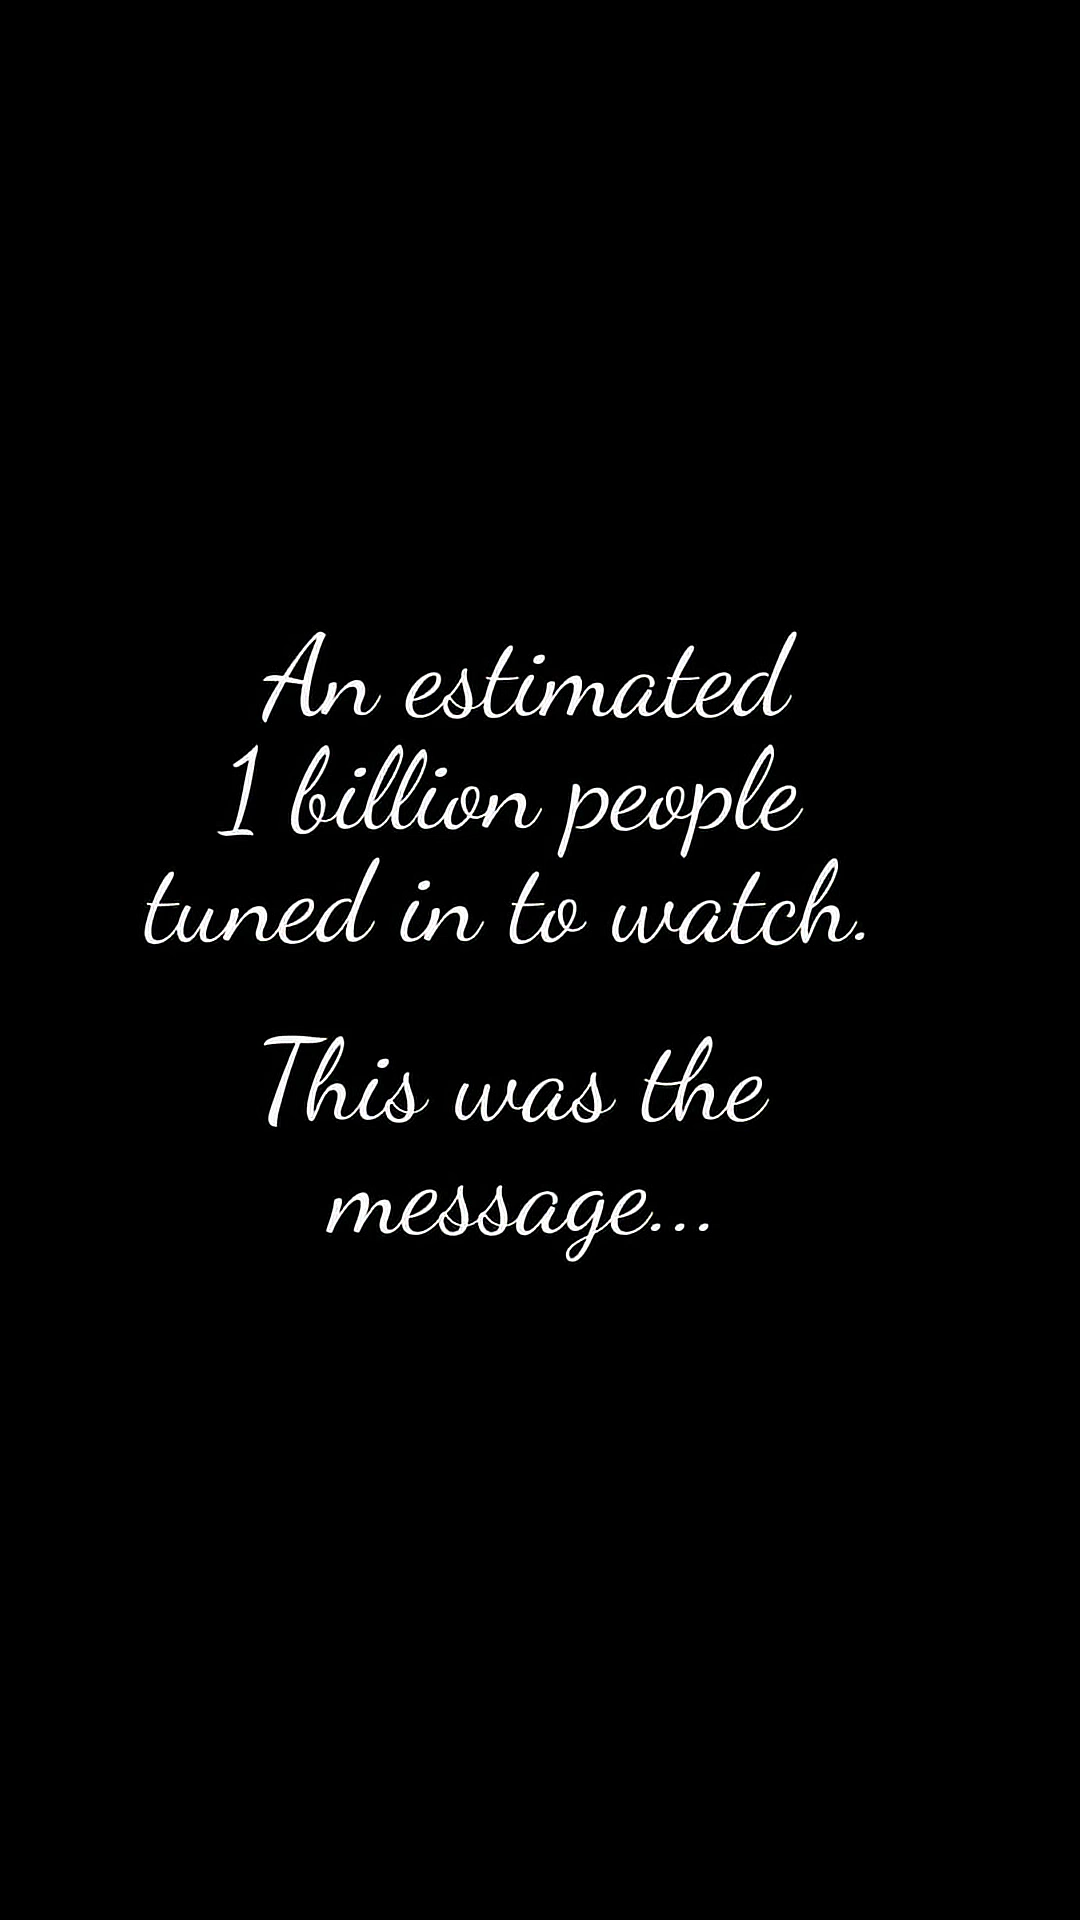 An estimated
1 billion people
tuned in to watch.
This was the
message...